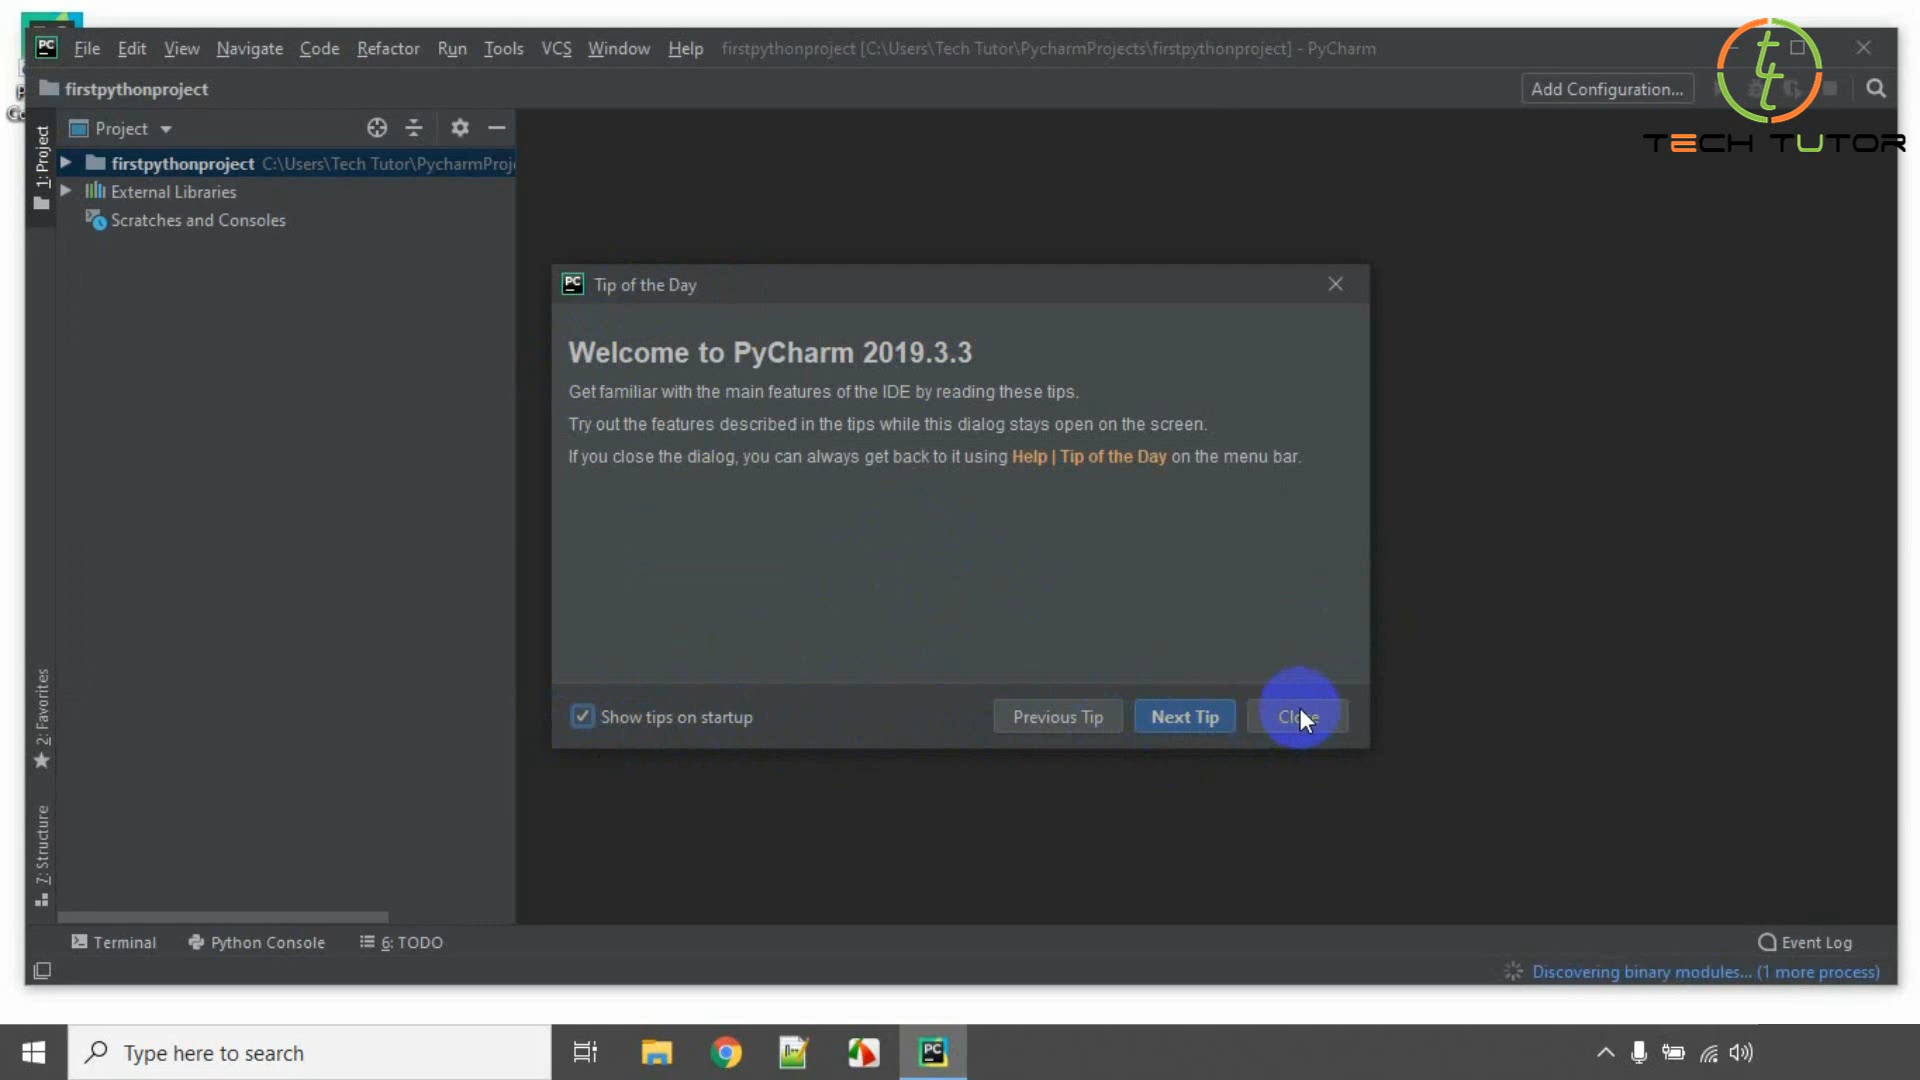 File Edit View Navigate Code Refactor Run Tools VCS Window Help firstpythonproject [C:\Users\Tech Tutor\PycharmProjects\firstpythonproject] - PyCharm
firstpythonproject
Add Configuration...
TECH TUTOR
Project
firstpythonproject C:\Users\Tech Tutor\PycharmProj
External Libraries
Scratches and Consoles
1: Project
2: Favorites
7: Structure
PC Tip of the Day
Welcome to PyCharm 2019.3.3
Get familiar with the main features of the IDE by reading these tips.
Try out the features described in the tips while this dialog stays open on the screen.
If you close the dialog, you can always get back to it using Help | Tip of the Day on the menu bar.
Show tips on startup
Previous Tip Next Tip Close
Terminal Python Console 6: TODO
Event Log
Discovering binary modules... (1 more process)
Type here to search
PC